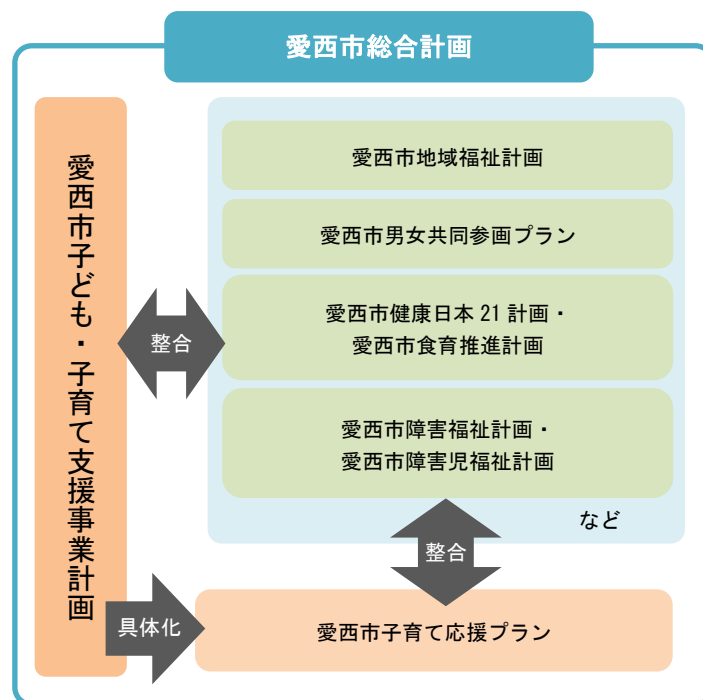 愛西市総合計画
愛西市子ども・子育て支援事業計画
愛西市地域福祉計画
愛西市男女共同参画プラン
愛西市健康日本 21 計画・
愛西市食育推進計画
愛西市障害福祉計画・
愛西市障害児福祉計画
など
整合
整合
具体化
愛西市子育て応援プラン